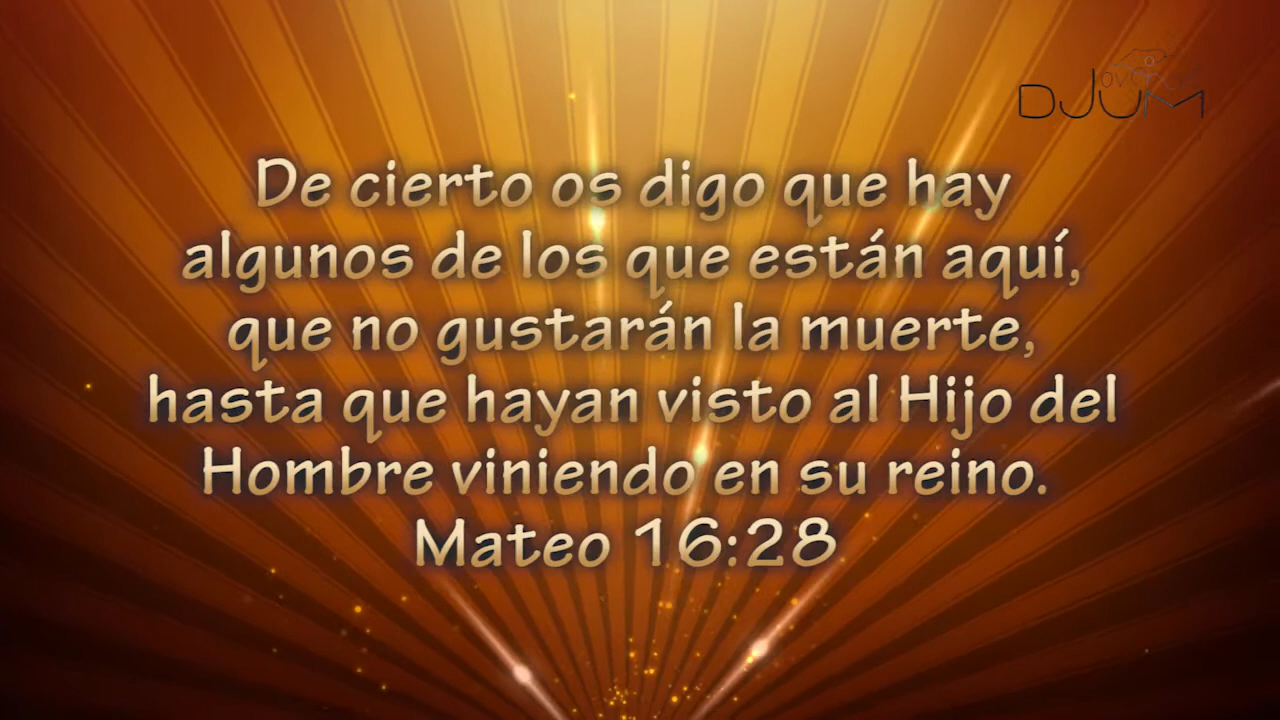 DJUM
De cierto os digo que hay
algunos de los que están aquí,
que no gustarán la muerte,
hasta que hayan visto al Hijo del
Hombre viniendo en su reino.
Mateo 16:28